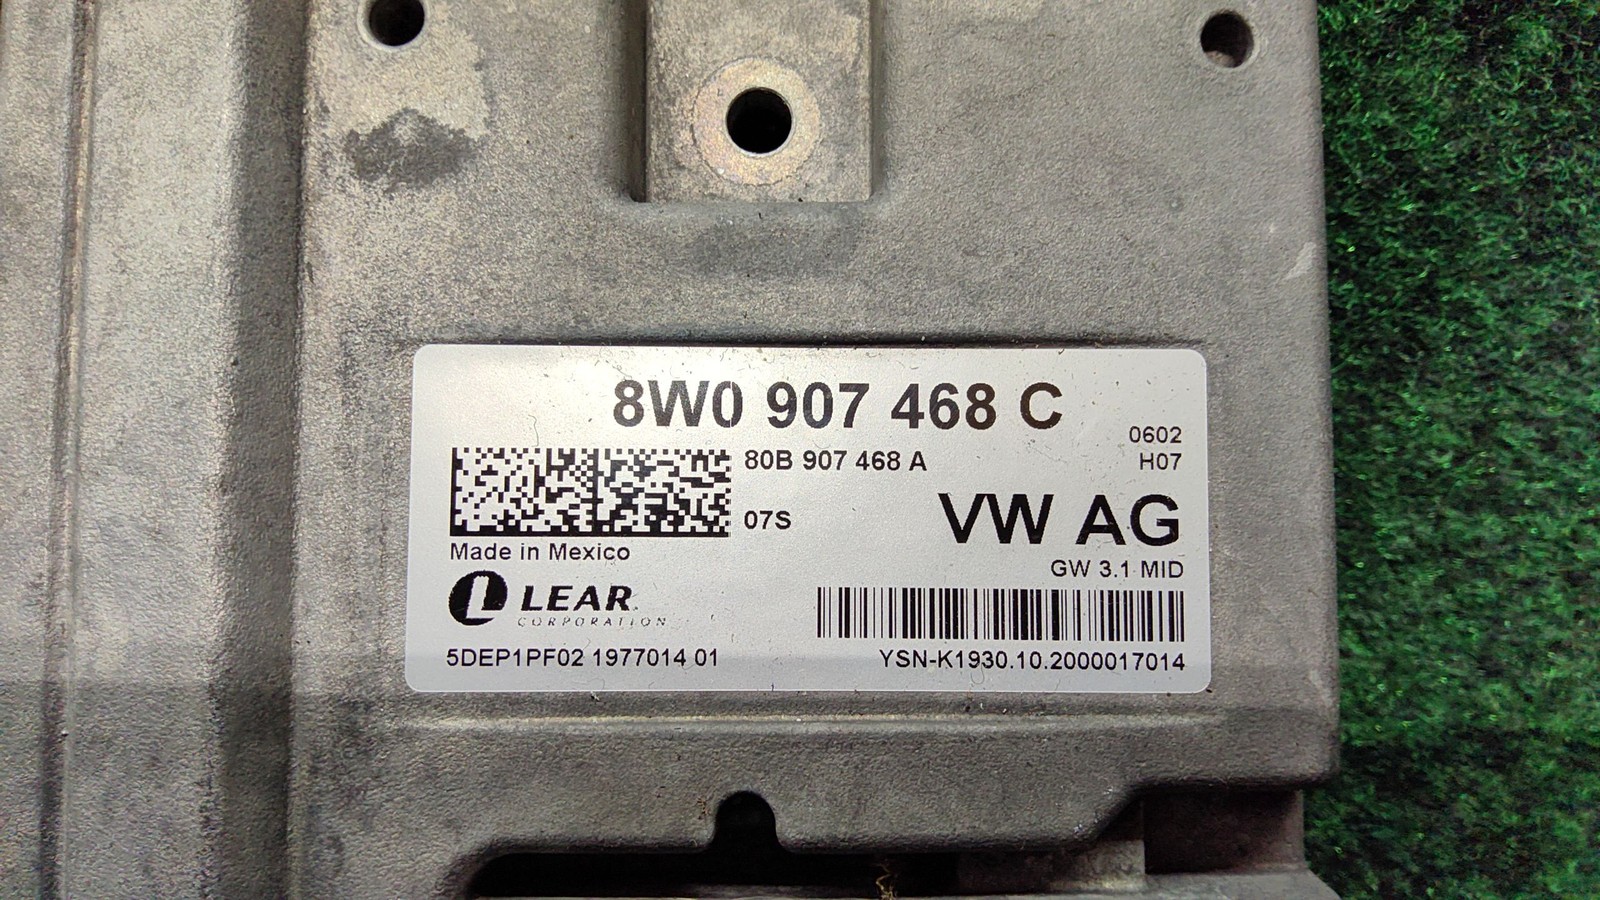 8W0 907 468 C
0602
80B 907 468 A
H07
07S
VW AG
Made in Mexico
GW 3.1 MID
LEAR
CORPORATION
5DEP1PF02 1977014 01
YSN-K1930.10.2000017014